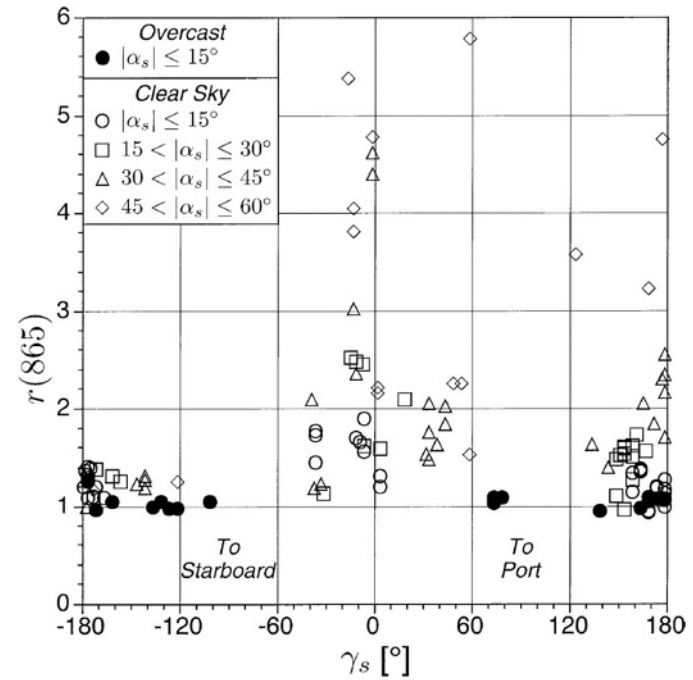 6
5
4
3
2
1
0
r(865)
Overcast
|αₛ| ≤ 15°
Clear Sky
|αₛ| ≤ 15°
15 < |αₛ| ≤ 30°
30 < |αₛ| ≤ 45°
45 < |αₛ| ≤ 60°
To
Starboard
To
Port
-180 -120 -60 0 60 120 180
γₛ [°]